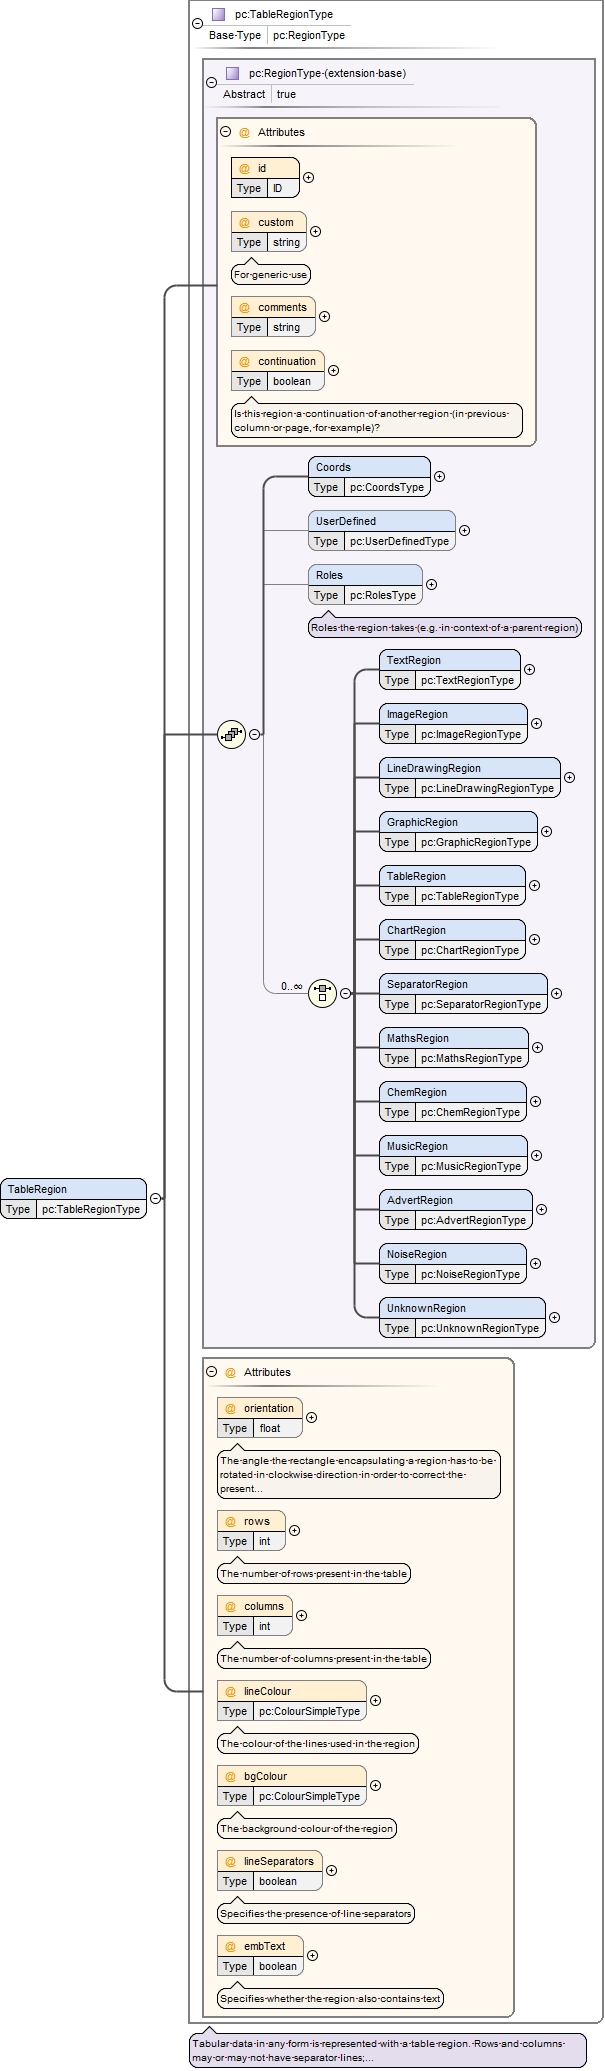 pc:TableRegionType
Base Type pc:RegionType
pc:RegionType (extension base)
Abstract true
@ Attributes
@ id
Type ID
@ custom
Type string
For generic use
@ comments
Type string
@ continuation
Type boolean
Is this region a continuation of another region (in previous
column or page, for example)?
Coords
Type pc:CoordsType
UserDefined
Type pc:UserDefinedType
Roles
Type pc:RolesType
Roles the region takes (e.g. in context of a parent region)
TextRegion
Type pc:TextRegionType
ImageRegion
Type pc:ImageRegionType
LineDrawingRegion
Type pc:LineDrawingRegionType
GraphicRegion
Type pc:GraphicRegionType
TableRegion
Type pc:TableRegionType
ChartRegion
Type pc:ChartRegionType
0..∞
SeparatorRegion
Type pc:SeparatorRegionType
MathsRegion
Type pc:MathsRegionType
ChemRegion
Type pc:ChemRegionType
MusicRegion
Type pc:MusicRegionType
TableRegion
Type pc:TableRegionType
AdvertRegion
Type pc:AdvertRegionType
NoiseRegion
Type pc:NoiseRegionType
UnknownRegion
Type pc:UnknownRegionType
@ Attributes
@ orientation
Type float
The angle the rectangle encapsulating a region has to be
rotated in clockwise direction in order to correct the
present...
@ rows
Type int
The number of rows present in the table
@ columns
Type int
The number of columns present in the table
@ lineColour
Type pc:ColourSimpleType
The colour of the lines used in the region
@ bgColour
Type pc:ColourSimpleType
The background colour of the region
@ lineSeparators
Type boolean
Specifies the presence of line separators
@ embText
Type boolean
Specifies whether the region also contains text
Tabular data in any form is represented with a table region. Rows and columns
may or may not have separator lines;...